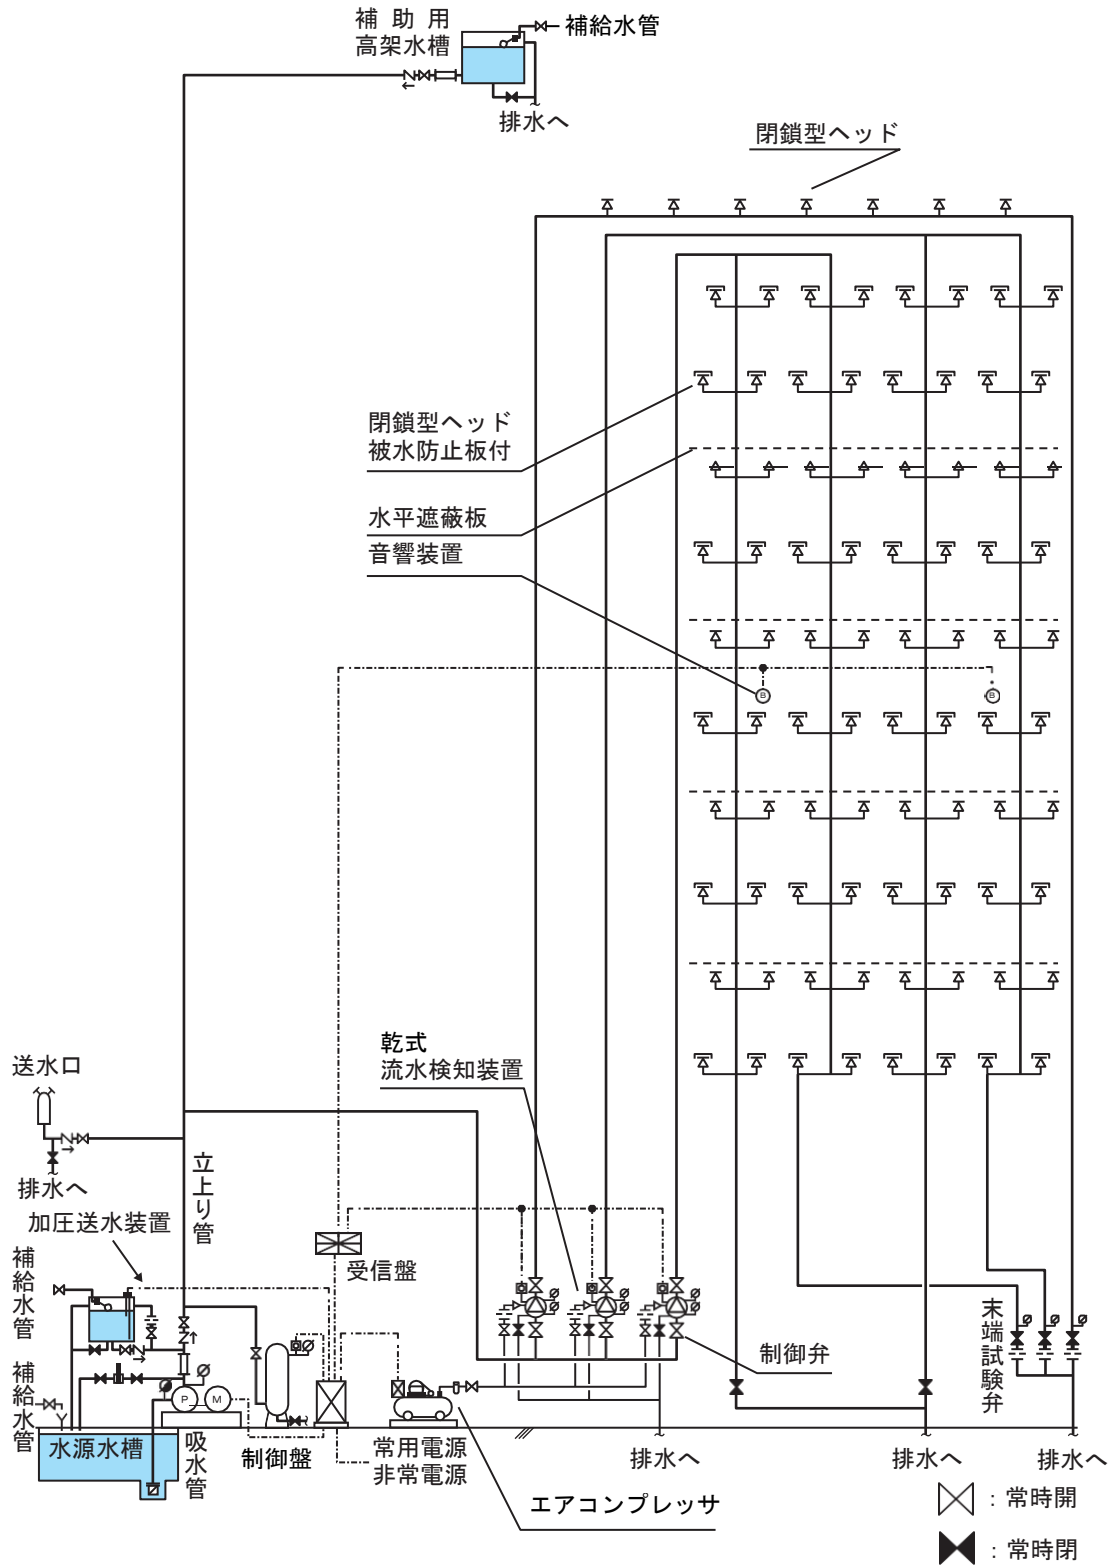 補助用
高架水槽
補給水管
排水へ
閉鎖型ヘッド
閉鎖型ヘッド
被水防止板付
水平遮蔽板
音響装置
B
B
乾式
流水検知装置
送水口
排水へ
立上り管
加圧送水装置
補給水管
受信盤
制御弁
末端試験弁
補給水管
P
M
水源水槽
吸水管
制御盤
常用電源
非常電源
エアコンプレッサ
排水へ
排水へ
排水へ
：常時開
：常時閉